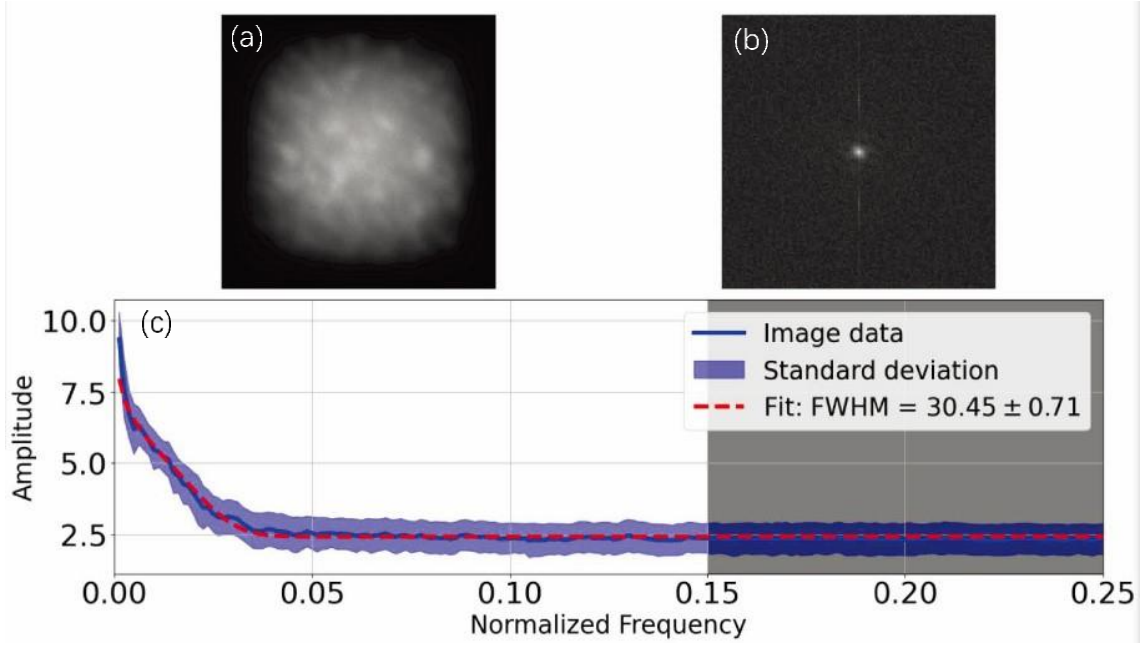 (a)
(b)
(c)
Image data
Standard deviation
Fit: FWHM = 30.45 ± 0.71
Amplitude
10.0
7.5
5.0
2.5
0.00 0.05 0.10 0.15 0.20 0.25
Normalized Frequency